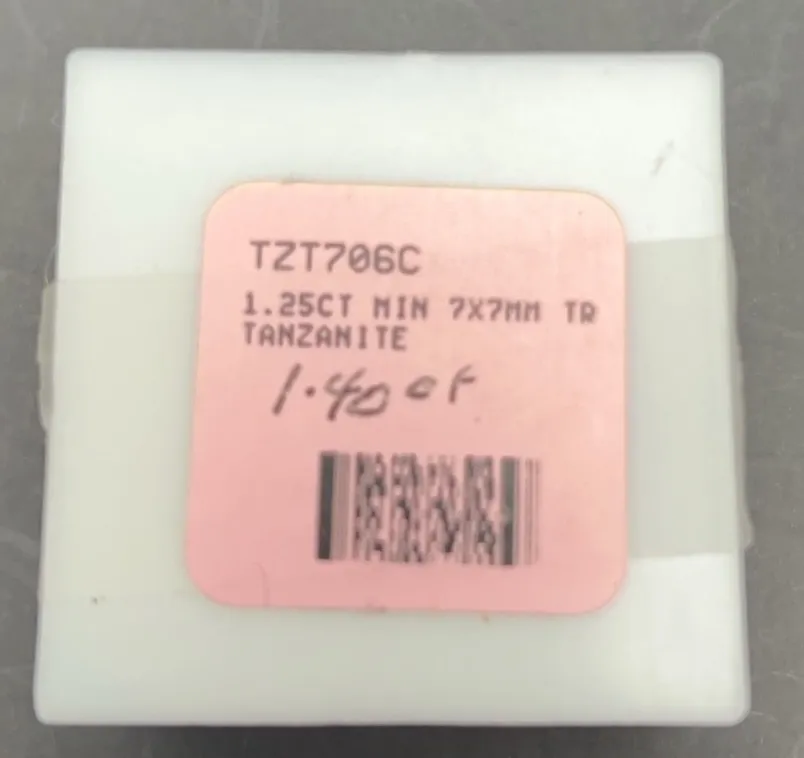 TZT706C
1.25CT MIN 7X7MM TR
TANZANITE
1.40 ct